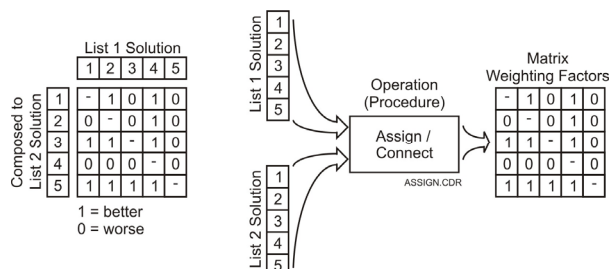 List 1 Solution
1 2 3 4 5
Composed to
List 2 Solution
1 - 1 0 1 0
2 0 - 0 1 0
3 1 1 - 1 0
4 0 0 0 - 0
5 1 1 1 1 -
1 = better
0 = worse
List 1 Solution
1
2
3
4
5
List 2 Solution
1
2
3
4
5
Operation
(Procedure)
Assign /
Connect
ASSIGN.CDR
Matrix
Weighting Factors
- 1 0 1 0
0 - 0 1 0
1 1 - 1 0
0 0 0 - 0
1 1 1 1 -